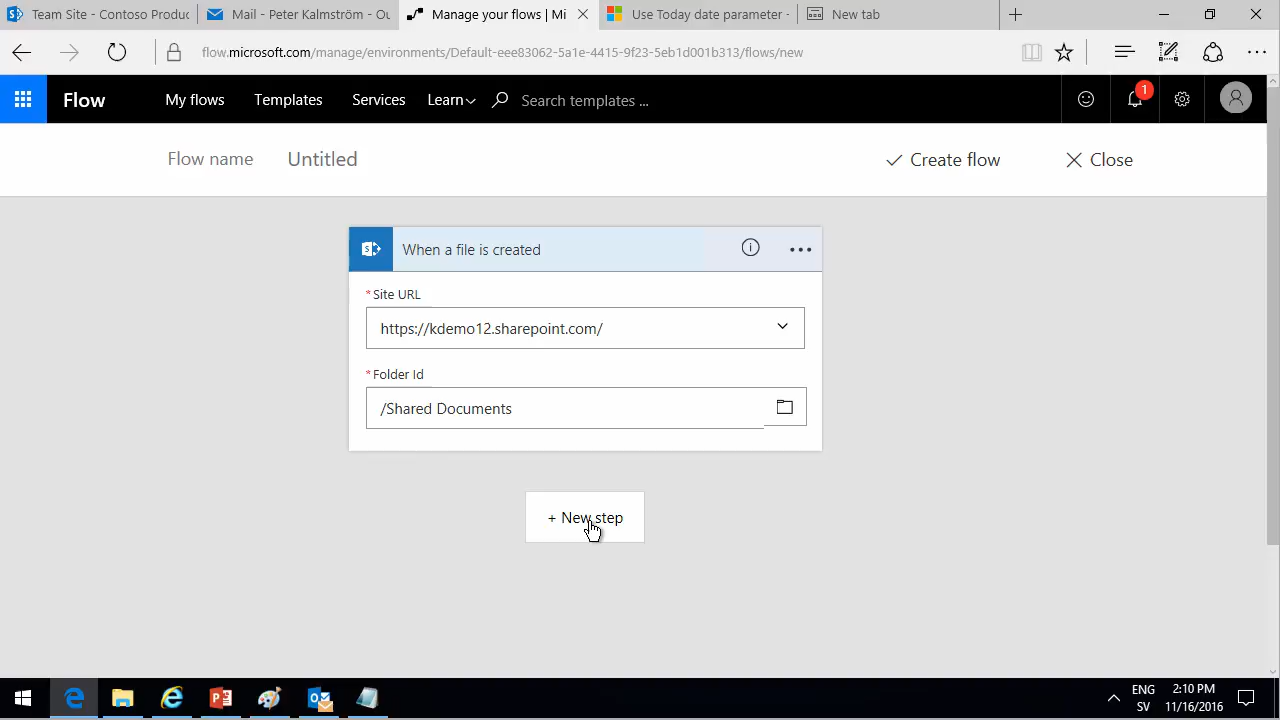 Team Site - Contoso Produc
Mail - Peter Kalmström - Ou
Manage your flows | Mi
Use Today date parameter -
New tab
flow.microsoft.com/manage/environments/Default-eee83062-5a1e-4415-9f23-5eb1d001b313/flows/new
Flow
My flows
Templates
Services
Learn
Search templates ...
1
Flow name
Untitled
Create flow
Close
When a file is created
*Site URL
https://kdemo12.sharepoint.com/
*Folder Id
/Shared Documents
+ New step
ENG
SV
2:10 PM
11/16/2016